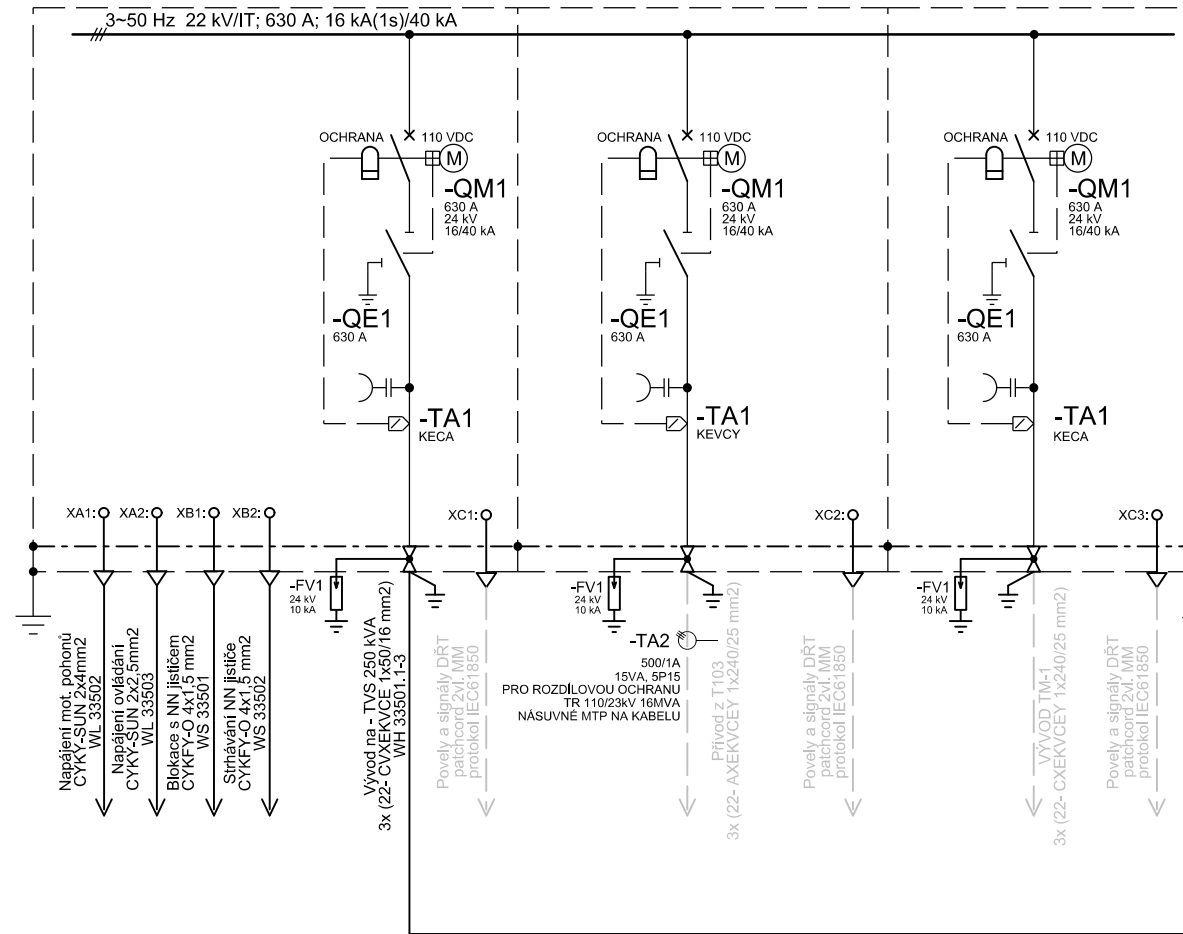 3~50 Hz  22 kV/IT; 630 A; 16 kA(1s)/40 kA
OCHRANA
110 VDC
M
-QM1
630 A
24 kV
16/40 kA
-QE1
630 A
-TA1
KECA
OCHRANA
110 VDC
M
-QM1
630 A
24 kV
16/40 kA
-QE1
630 A
-TA1
KEVCY
OCHRANA
110 VDC
M
-QM1
630 A
24 kV
16/40 kA
-QE1
630 A
-TA1
KECA
XA1:
XA2:
XB1:
XB2:
XC1:
XC2:
XC3:
-FV1
24 kV
10 kA
-FV1
24 kV
10 kA
-FV1
24 kV
10 kA
Napájení mot. pohonů
CYKY-SUN 2x4mm2
WL 33502
Napájení ovládání
CYKY-SUN 2x2,5mm2
WL 33503
Blokace s NN jističem
CYKFY-O 4x1,5 mm2
WS 33501
Strhávání NN jističe
CYKFY-O 4x1,5 mm2
WS 33502
Vývod na - TVS 250 kVA
3x (22- CVXEKVCE 1x50/16 mm2)
WH 33501.1-3
Povely a signály DŘT
patchcord 2vl. MM
protokol IEC61850
-TA2
500/1A
15VA, 5P15
PRO ROZDÍLOVOU OCHRANU
TR 110/23kV 16MVA
NÁSUVNÉ MTP NA KABELU
Přívod z T103
3x (22- AXEKVCEY 1x240/25 mm2)
Povely a signály DŘT
patchcord 2vl. MM
protokol IEC61850
VÝVOD TM-1
3x (22- CXEKVCEY 1x240/25 mm2)
Povely a signály DŘT
patchcord 2vl. MM
protokol IEC61850